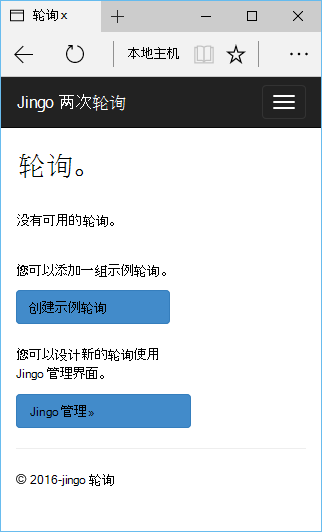 轮询x
本地主机
Jingo 两次轮询
轮询。
没有可用的轮询。
您可以添加一组示例轮询。
创建示例轮询
您可以设计新的轮询使用
Jingo 管理界面。
Jingo 管理 »
© 2016-jingo 轮询